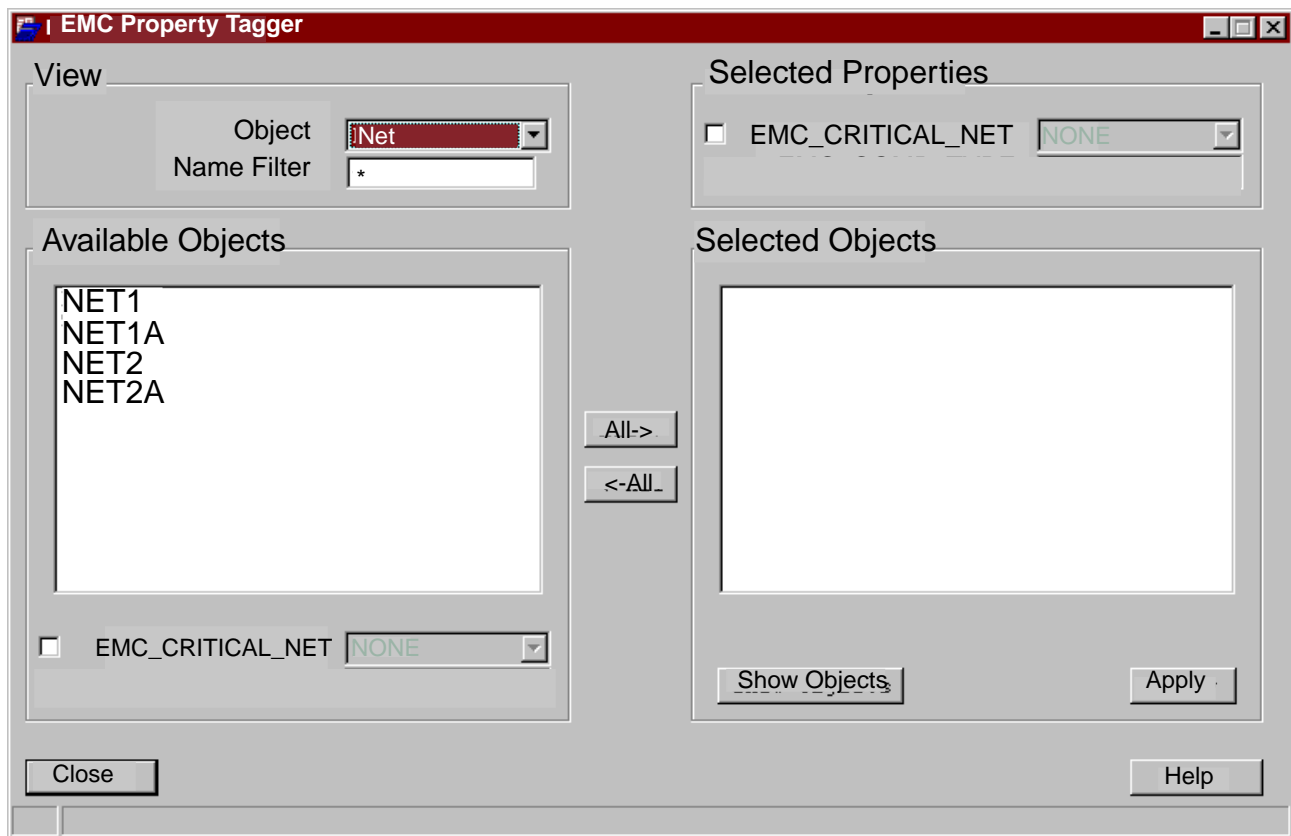 EMC Property Tagger
View
Object Net
Name Filter *
Selected Properties
EMC_CRITICAL_NET NONE
Available Objects
NET1
NET1A
NET2
NET2A
EMC_CRITICAL_NET NONE
All->
<-All
Selected Objects
Show Objects Apply
Close Help